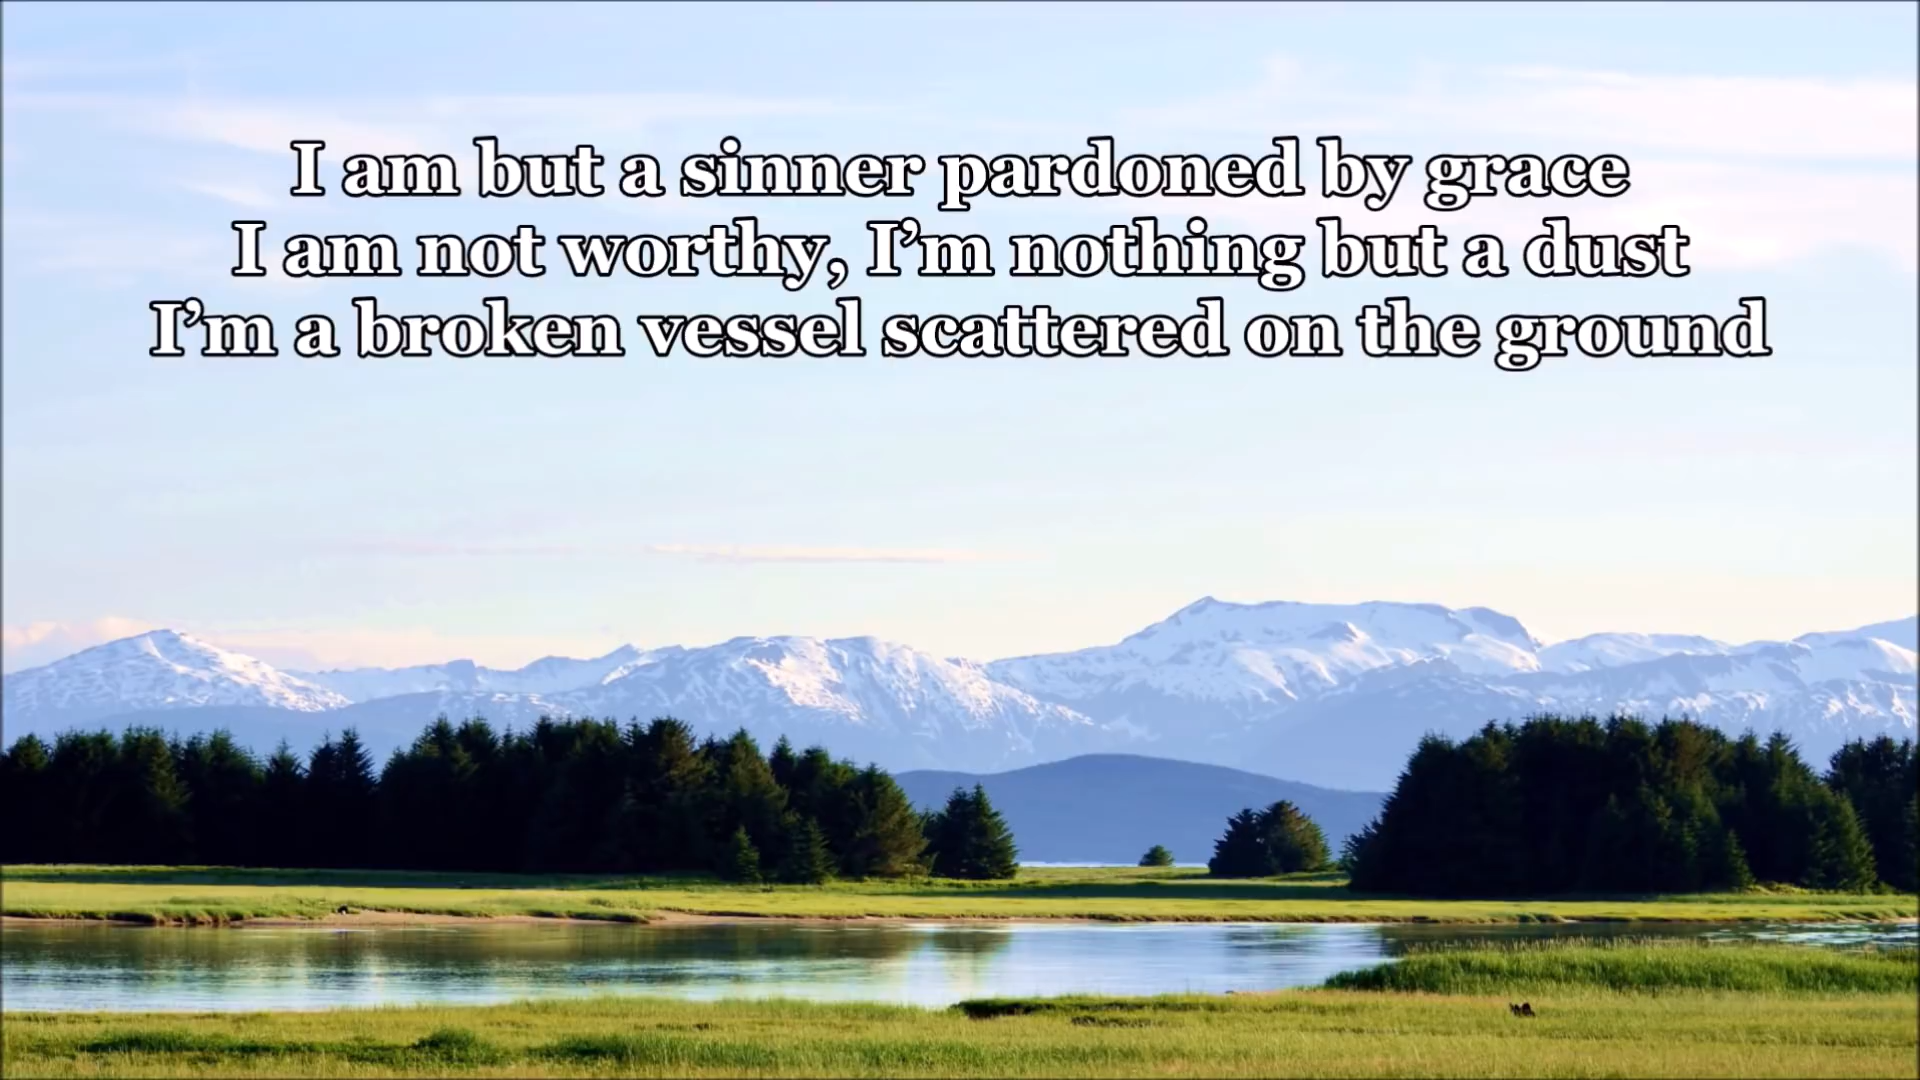 I am but a sinner pardoned by grace
I am not worthy, I’m nothing but a dust
I’m a broken vessel scattered on the ground